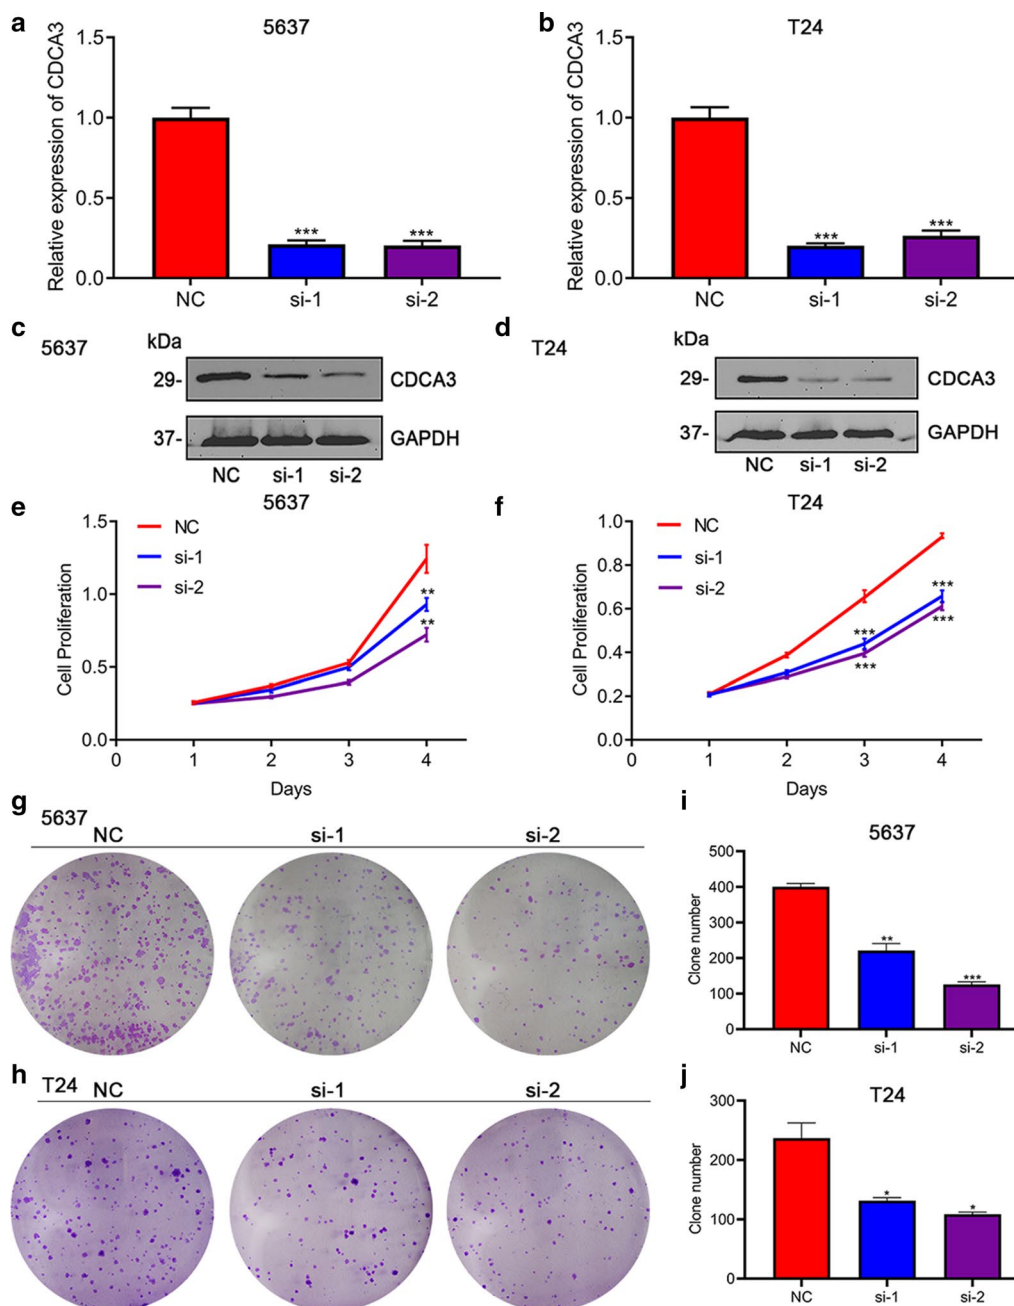 a
5637
Relative expression of CDCA3
1.5
1.0
0.5
0.0
***
***
NC si-1 si-2
b
T24
Relative expression of CDCA3
1.5
1.0
0.5
0.0
***
***
NC si-1 si-2
c
5637
kDa
29-
CDCA3
37-
GAPDH
NC si-1 si-2
d
T24
kDa
29-
CDCA3
37-
GAPDH
NC si-1 si-2
e
5637
Cell Proliferation
1.5
1.0
0.5
0.0
NC
si-1
si-2
**
**
0 1 2 3 4
Days
f
T24
Cell Proliferation
1.0
0.8
0.6
0.4
0.2
0.0
NC
si-1
si-2
***
***
***
***
0 1 2 3 4
Days
g
5637
NC si-1 si-2
h
T24 NC si-1 si-2
i
5637
Clone number
500
400
300
200
100
0
**
***
NC si-1 si-2
j
T24
Clone number
300
200
100
0
*
*
NC si-1 si-2